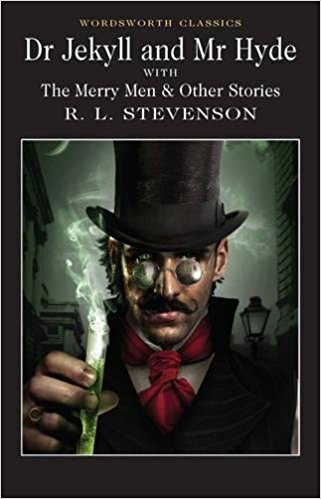 WORDSWORTH CLASSICS
Dr Jekyll and Mr Hyde
WITH
The Merry Men & Other Stories
R. L. STEVENSON